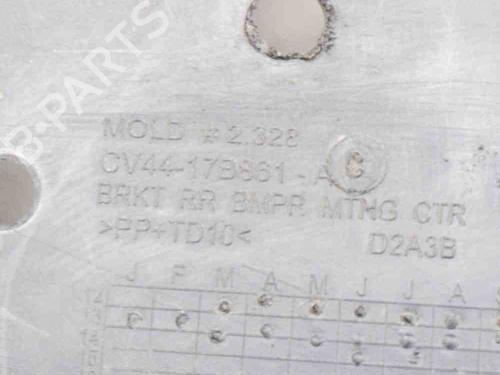 B-PARTS
MOLD # 2.328
CV44-17B861-A C
BRKT RR BMPR MTNG CTR
>PP+TD10< D2A3B
J F M A M J J A